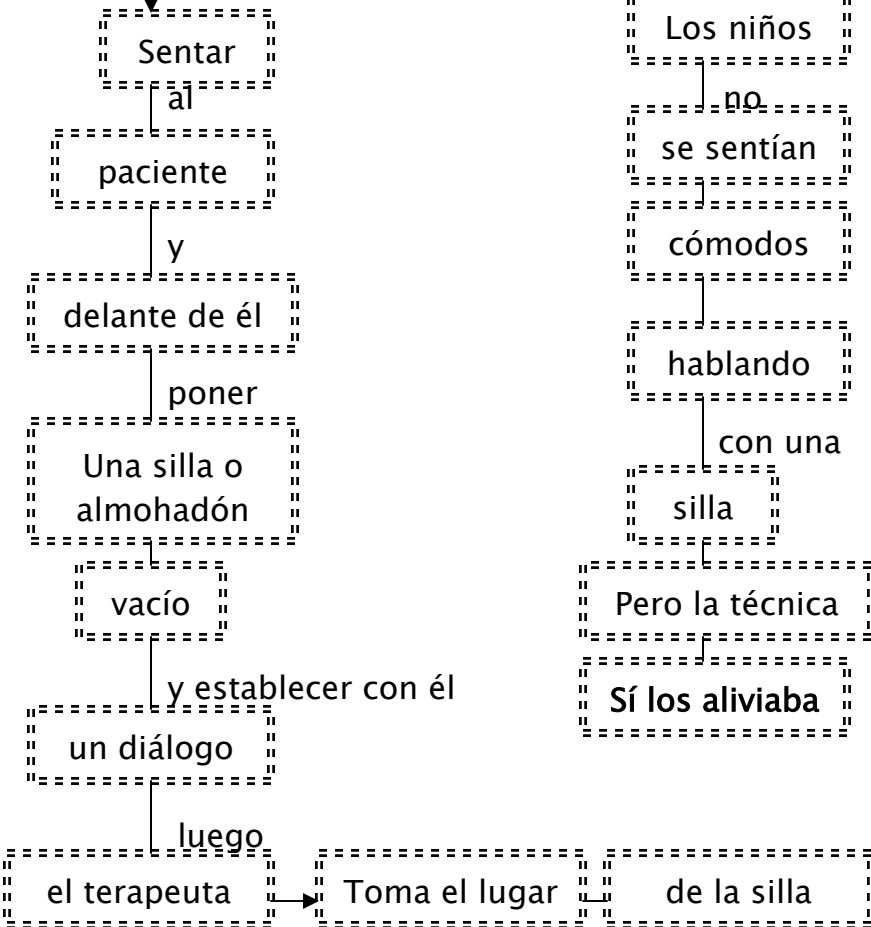 Sentar
al
paciente
y
delante de él
poner
Una silla o
almohadón
vacío
y establecer con él
un diálogo
luego
el terapeuta
Toma el lugar
de la silla
Los niños
no
se sentían
cómodos
hablando
con una
silla
Pero la técnica
Sí los aliviaba